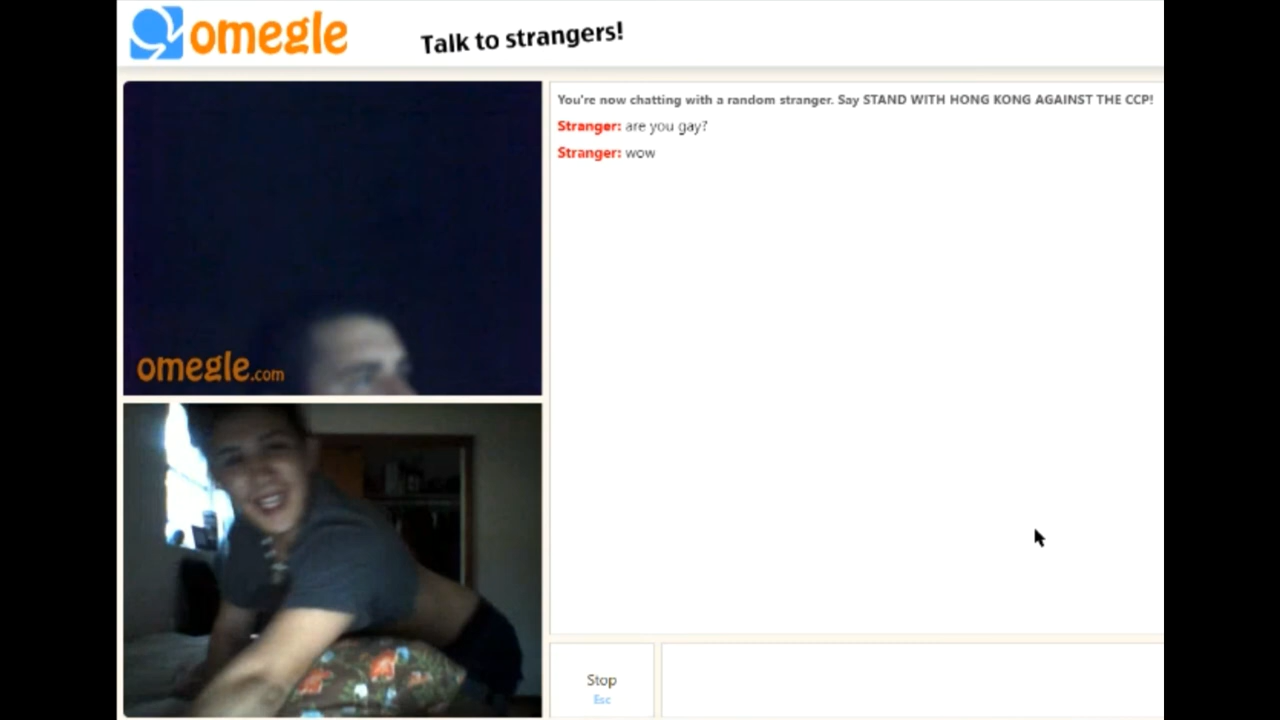 omegle
Talk to strangers!
You're now chatting with a random stranger. Say STAND WITH HONG KONG AGAINST THE CCP!
Stranger: are you gay?
Stranger: wow
omegle.com
Stop
Esc